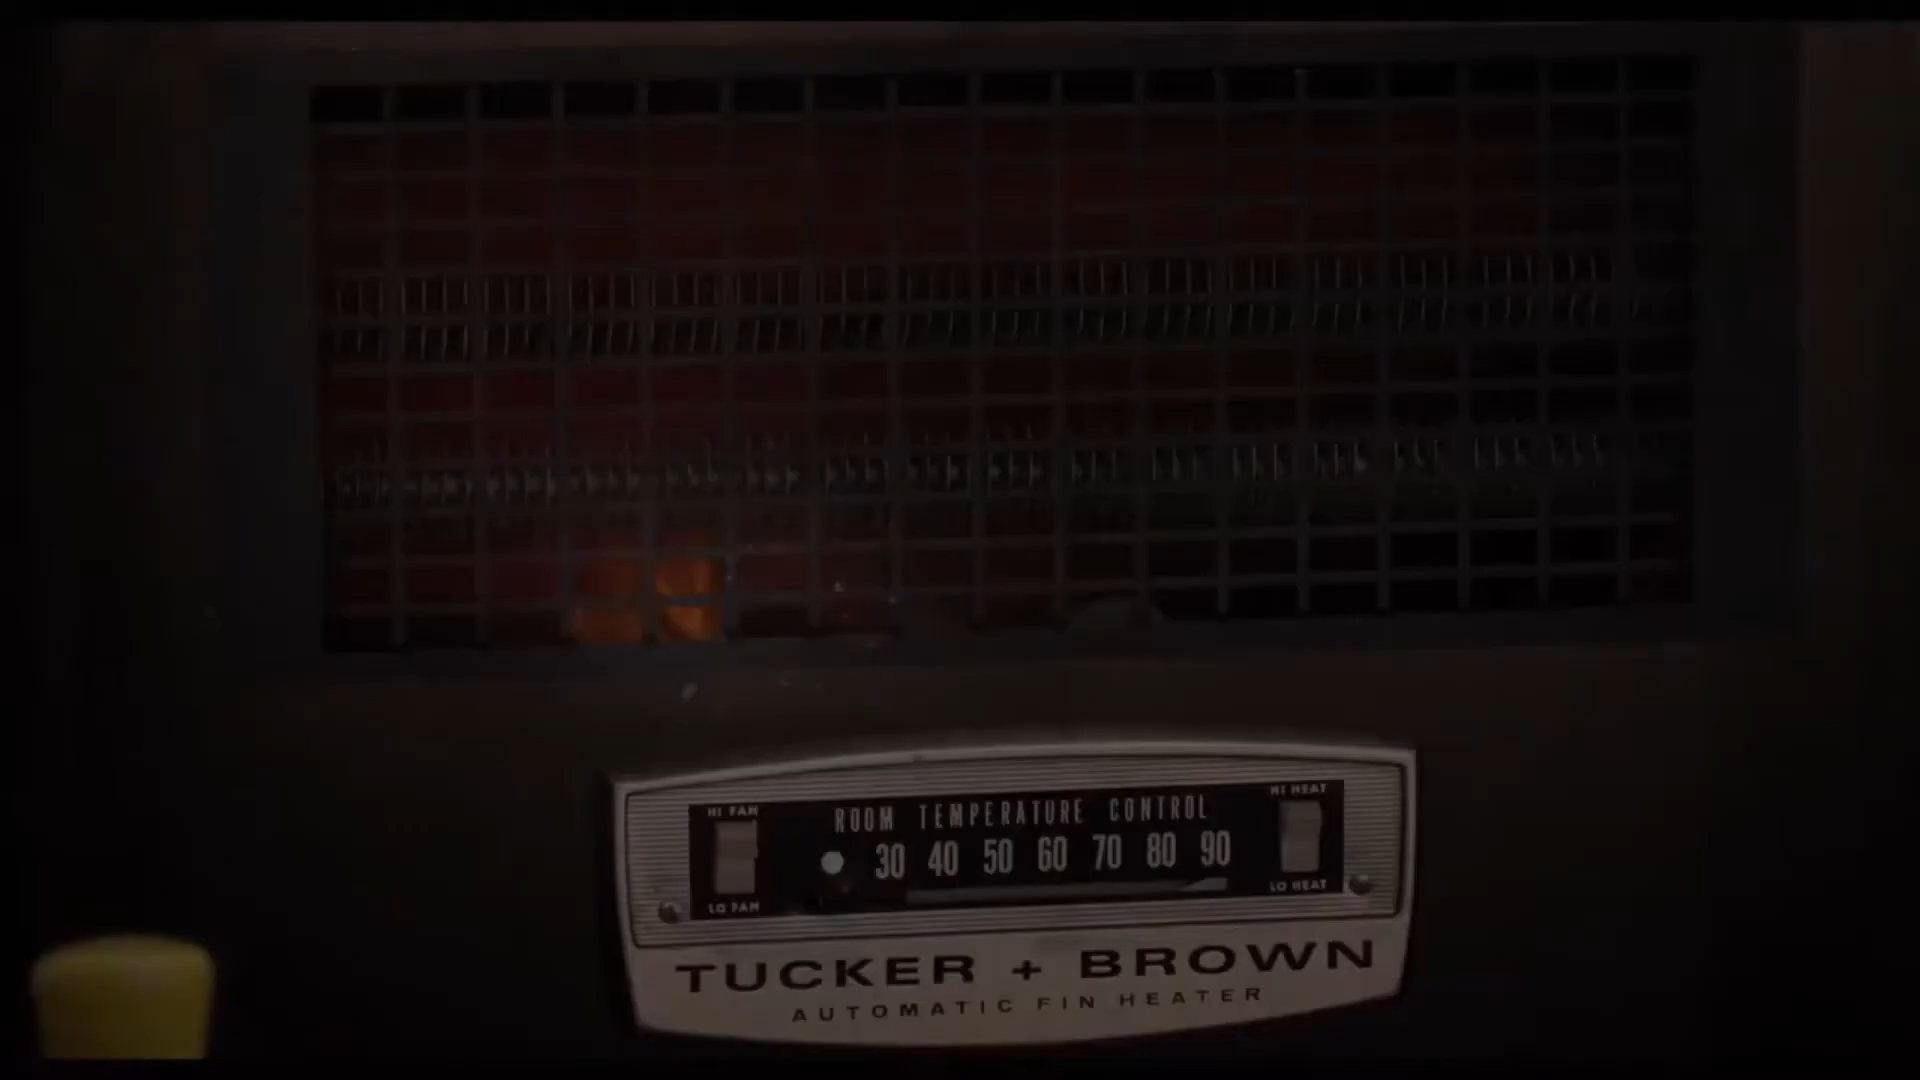 HI FAN
LO FAN
ROOM TEMPERATURE CONTROL
30 40 50 60 70 80 90
HI HEAT
LO HEAT
TUCKER + BROWN
AUTOMATIC FIN HEATER